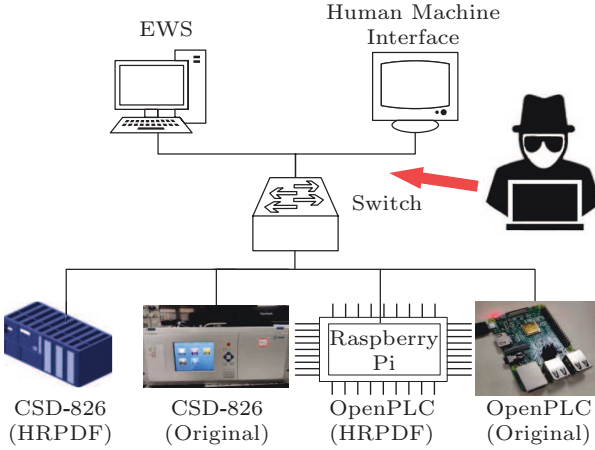 EWS
Human Machine
Interface
Switch
Raspberry
Pi
CSD-826
(HRPDF)
CSD-826
(Original)
OpenPLC
(HRPDF)
OpenPLC
(Original)